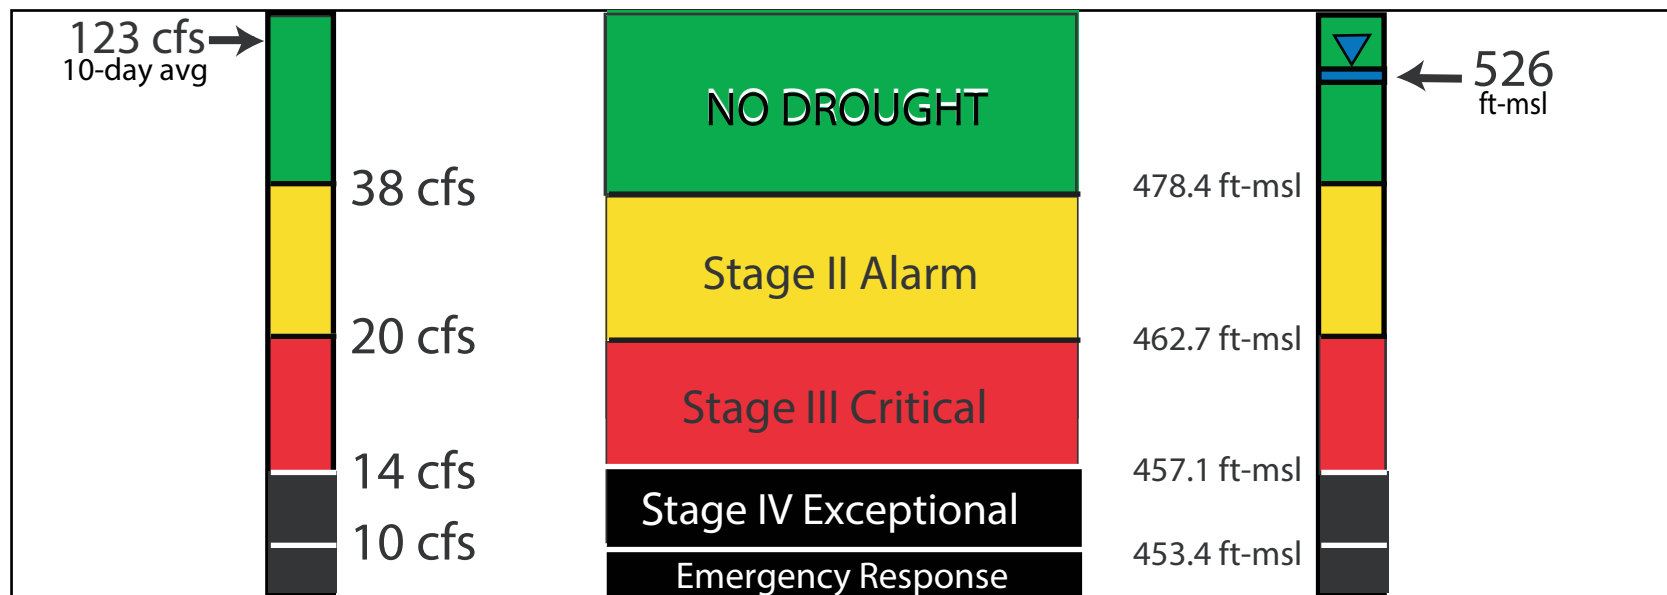 123 cfs
10-day avg
NO DROUGHT
526
ft-msl
38 cfs
478.4 ft-msl
Stage II Alarm
20 cfs
462.7 ft-msl
Stage III Critical
14 cfs
457.1 ft-msl
Stage IV Exceptional
10 cfs
453.4 ft-msl
Emergency Response